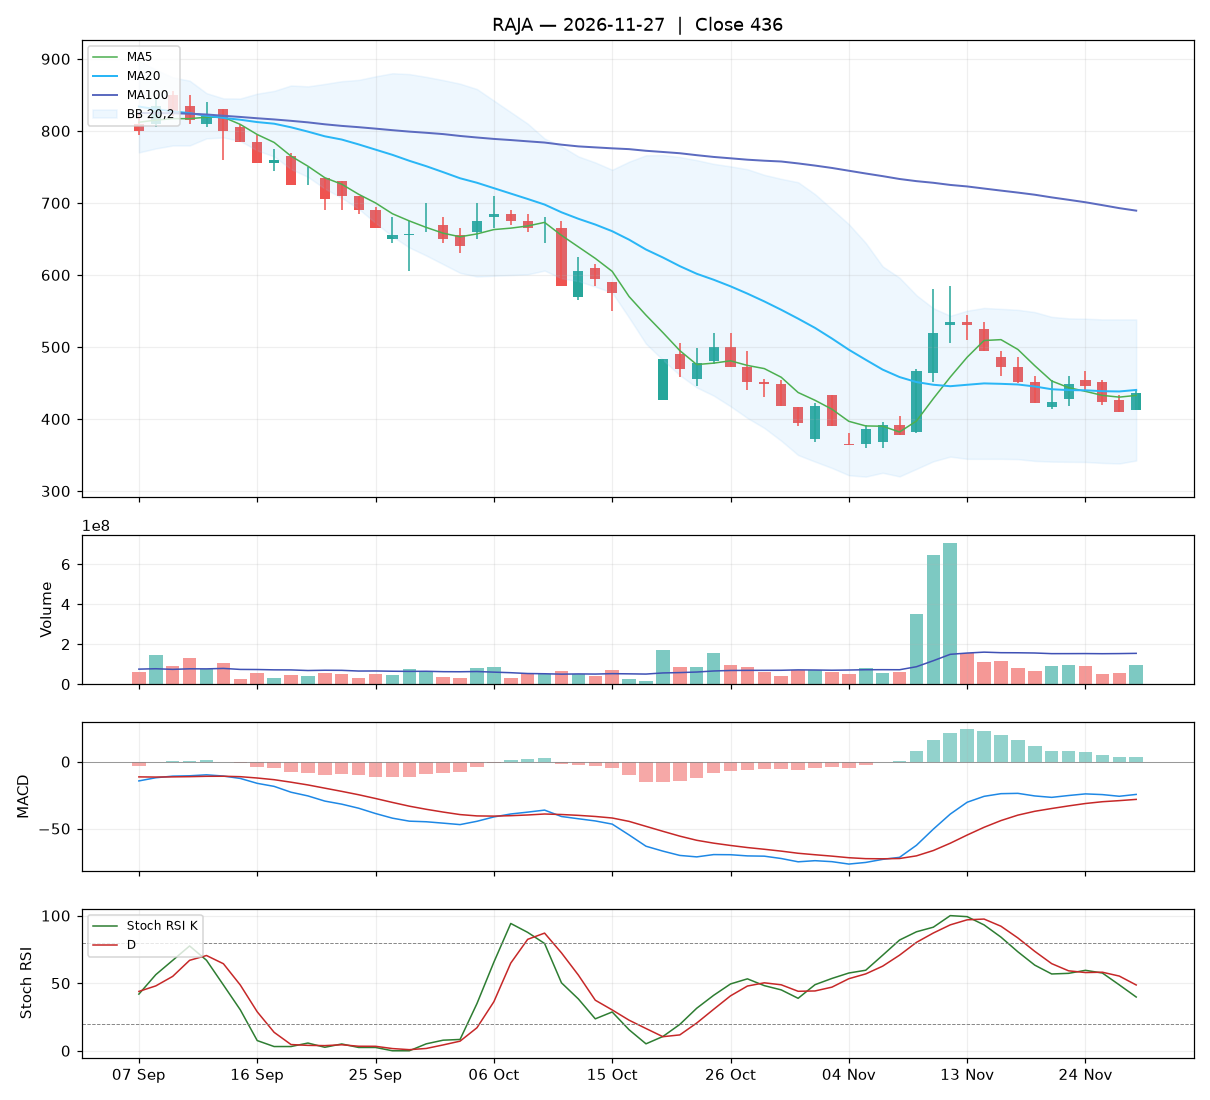 RAJA — 2026-11-27 | Close 436
MA5
MA20
MA100
BB 20,2
900
800
700
600
500
400
300
1e8
Volume
6
4
2
0
MACD
0
−50
Stoch RSI K
D
Stoch RSI
100
50
0
07 Sep
16 Sep
25 Sep
06 Oct
15 Oct
26 Oct
04 Nov
13 Nov
24 Nov